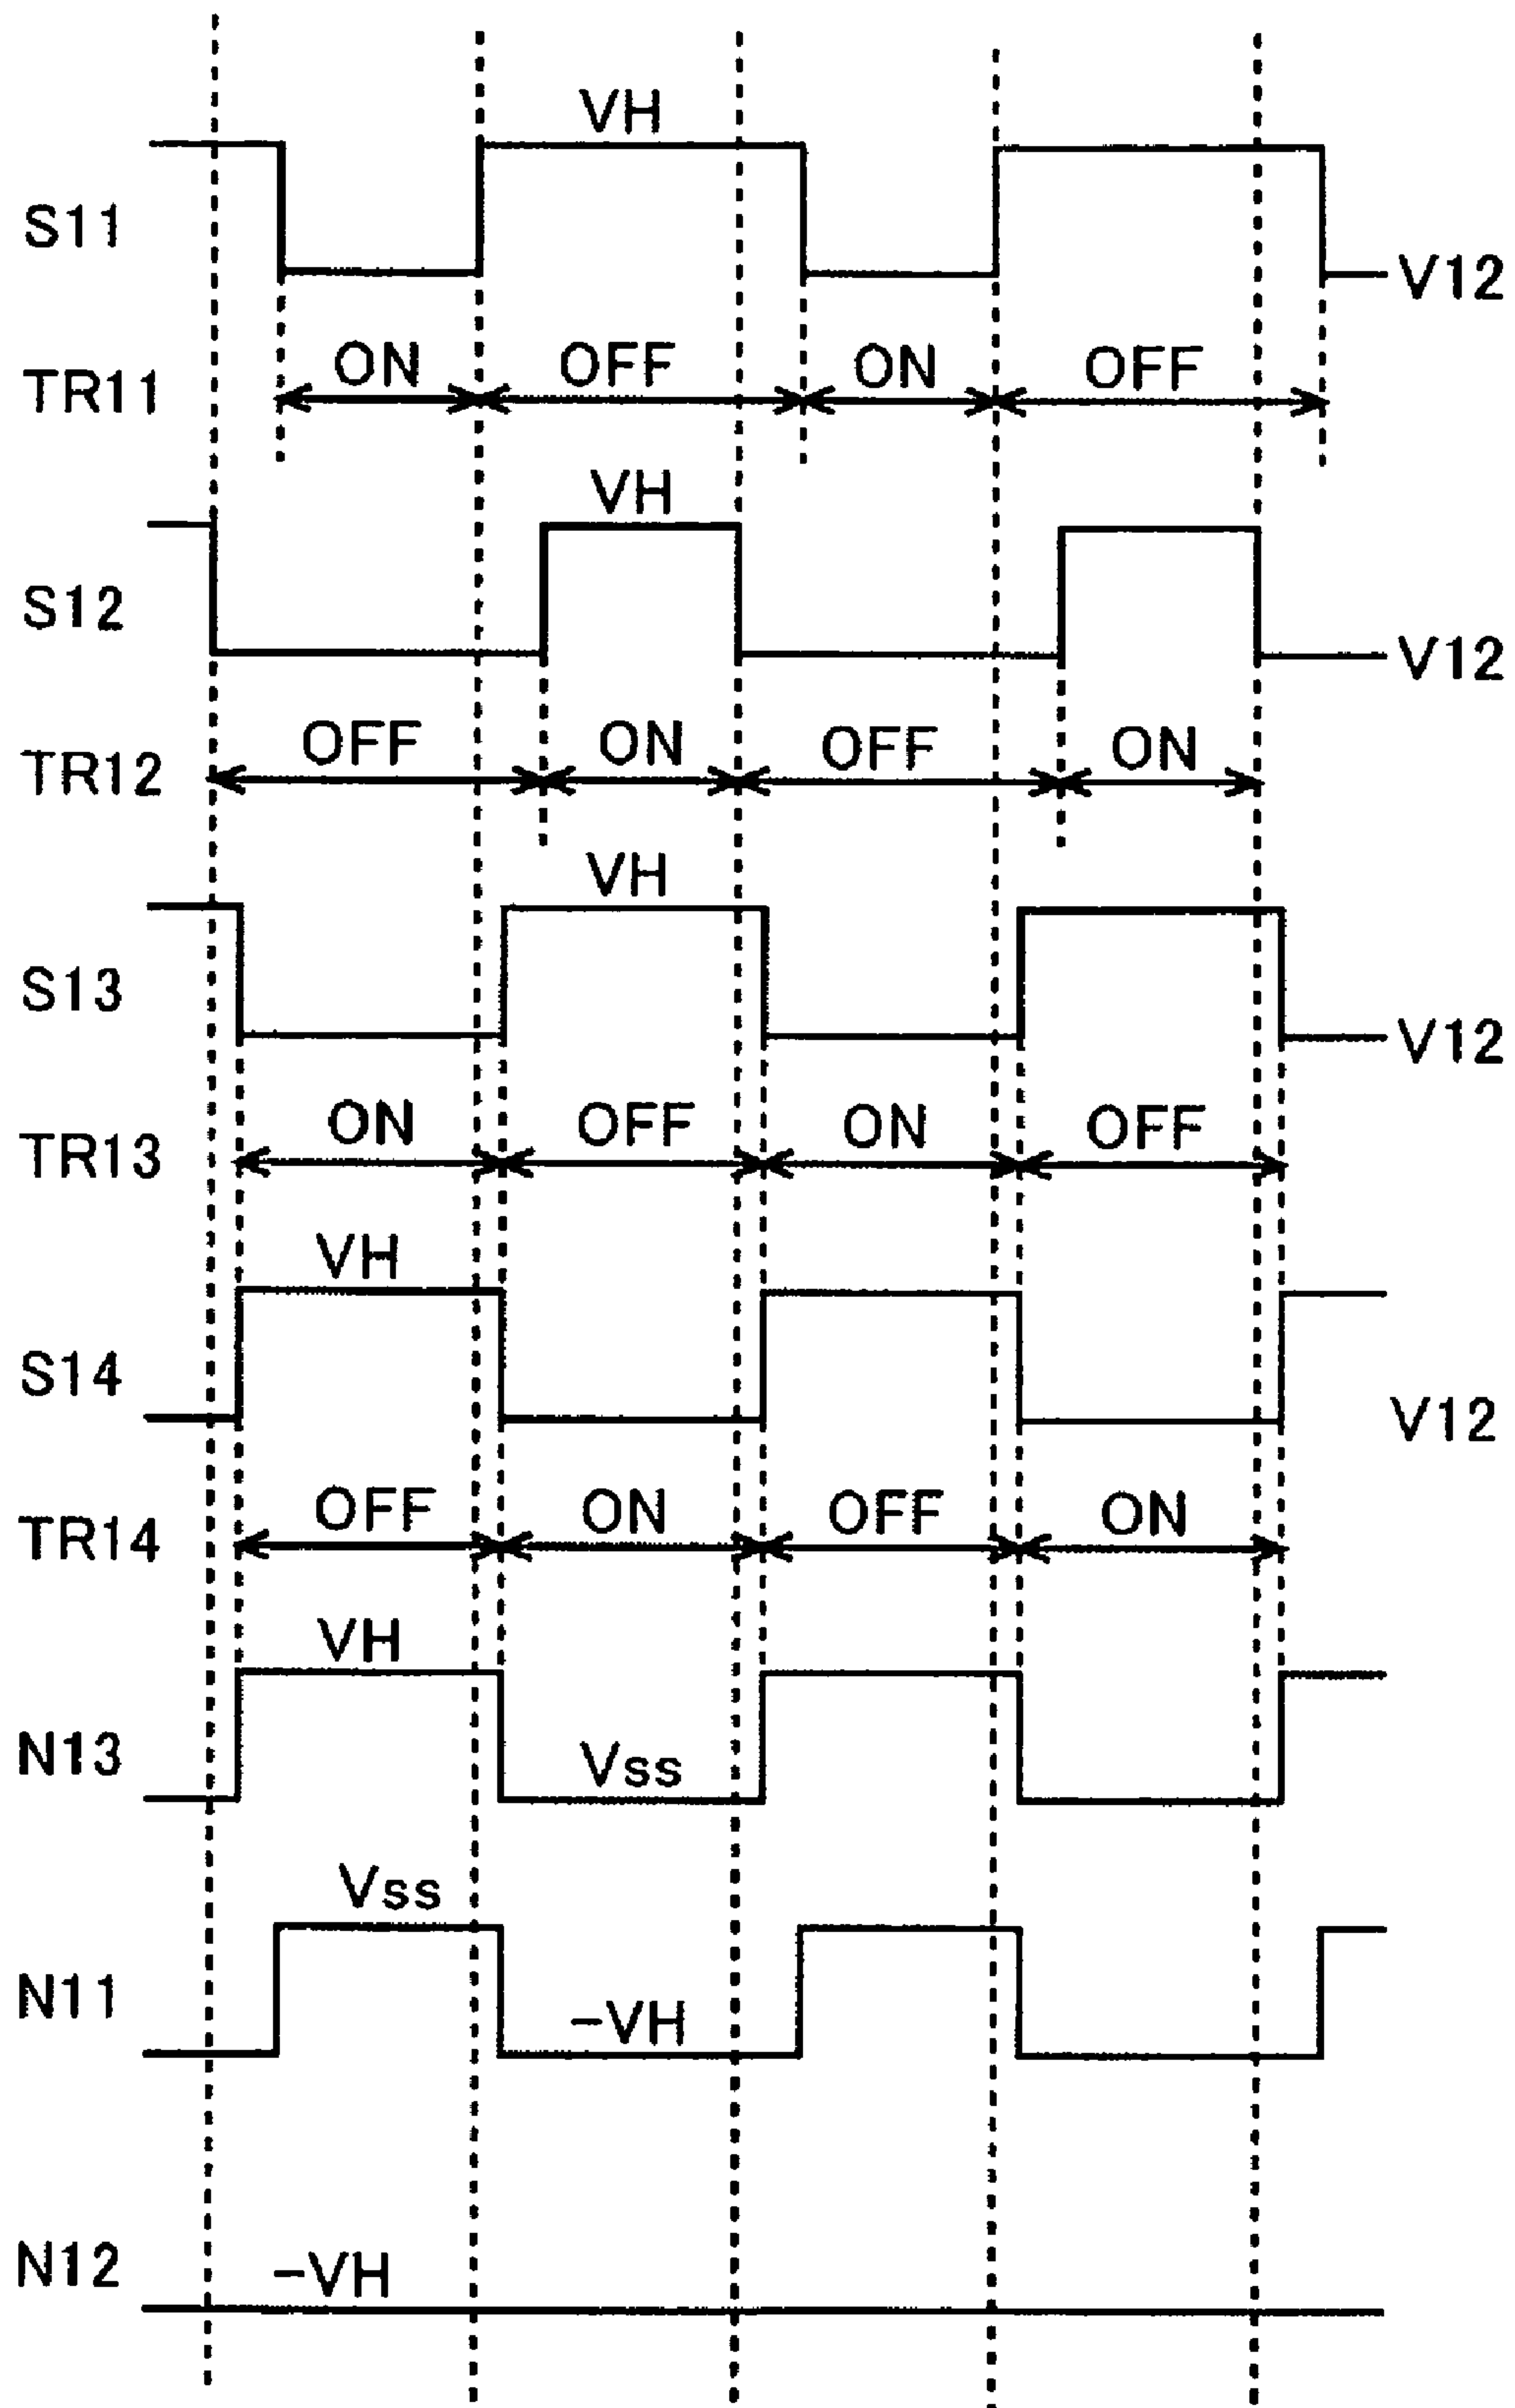 VH
S11
V12
ON OFF ON OFF
TR11
VH
S12
V12
OFF ON OFF ON
TR12
VH
S13
V12
ON OFF ON OFF
TR13
VH
S14
V12
OFF ON OFF ON
TR14
VH
N13
Vss
Vss
N11
-VH
N12
-VH